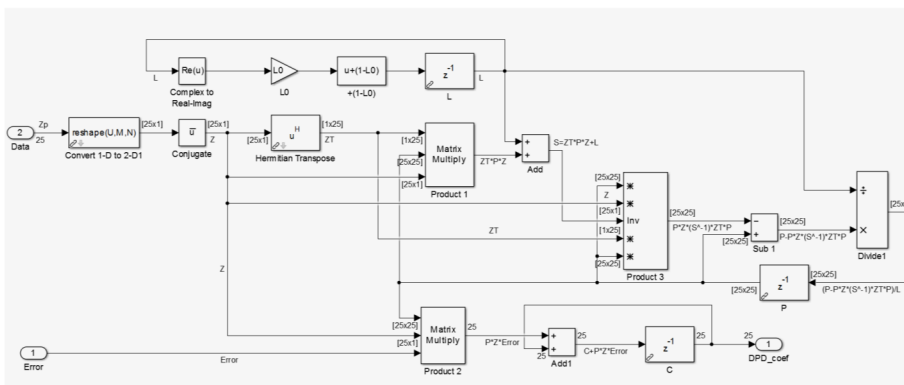 L
Re(u)
Complex to
Real-Imag
L0
L0
u+(1-L0)
+(1-L0)
z-1
L
L
2
Data
Zp
25
reshape(U,M,N)
Convert 1-D to 2-D1
[25x1]
u
Conjugate
[25x1]
Z
[25x1]
uH
Hermitian Transpose
[1x25]
ZT
[1x25]
[25x25]
[25x1]
Matrix
Multiply
Product 1
ZT*P*Z
+
+
Add
S=ZT*P*Z+L
[25x25]
Z
[25x1]
Inv
[1x25]
ZT
[25x25]
Product 3
[25x25]
P*Z*(S^-1)*ZT*P
−
+
[25x25]
Sub 1
[25x25]
P-P*Z*(S^-1)*ZT*P
÷
×
Divide1
[25x
Z
[25x25]
z-1
P
[25x25]
(P-P*Z*(S^-1)*ZT*P)/L
1
Error
Error
[25x25]
[25x1]
Matrix
Multiply
Product 2
25
P*Z*Error
+
+
25
Add1
25
C+P*Z*Error
z-1
C
25
25
1
DPD_coef